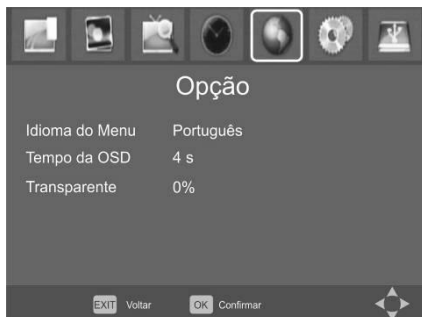 Opção
Idioma do Menu Português
Tempo da OSD 4 s
Transparente 0%
EXIT Voltar OK Confirmar